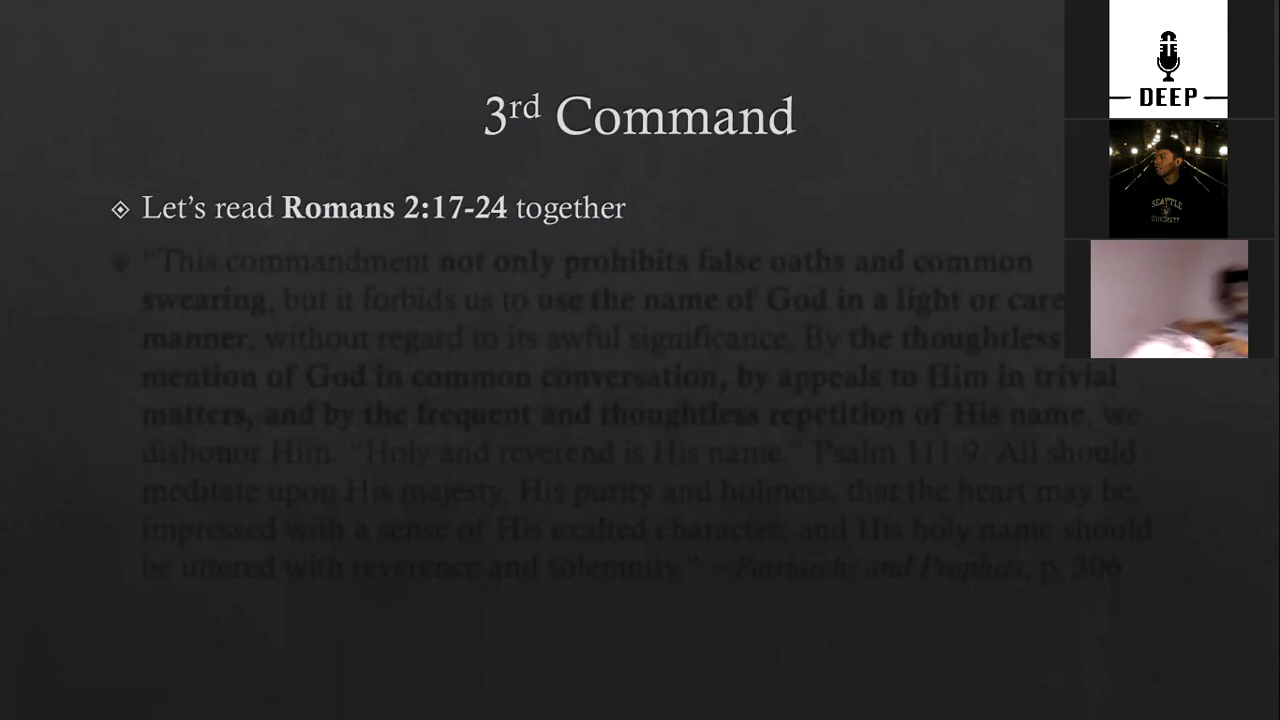 3rd Command
Let's read Romans 2:17-24 together
"This commandment not only prohibits false oaths and common
swearing, but it forbids us to use the name of God in a light or care
manner, without regard to its awful significance. By the thoughtless
mention of God in common conversation, by appeals to Him in trivial
matters, and by the frequent and thoughtless repetition of His name, we
dishonor Him. "Holy and reverend is His name." Psalm 111:9. All should
meditate upon His majesty, His purity and holiness, that the heart may be
impressed with a sense of His exalted character; and His holy name should
be uttered with reverence and solemnity." – Patriarchs and Prophets, p. 306
DEEP
SEATTLE
UNIVERSITY